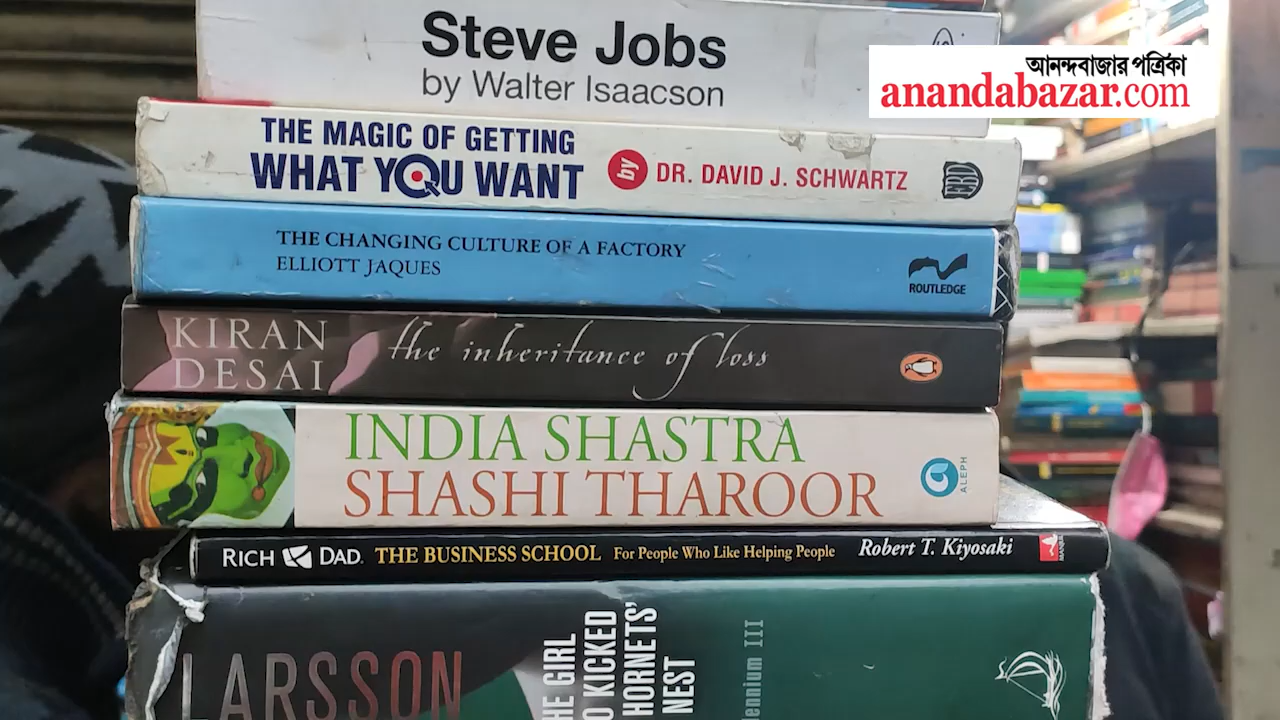 Steve Jobs
by Walter Isaacson
আনন্দবাজার পত্রিকা
anandabazar.com
THE MAGIC OF GETTING
WHAT YOU WANT
by DR. DAVID J. SCHWARTZ
THE CHANGING CULTURE OF A FACTORY
ELLIOTT JAQUES
ROUTLEDGE
KIRAN
DESAI
the inheritance of loss
INDIA SHASTRA
SHASHI THAROOR
ALEPH
RICH DAD. THE BUSINESS SCHOOL For People Who Like Helping People Robert T. Kiyosaki
LARSSON
GIRL
KICKED
HORNETS'
NEST
III